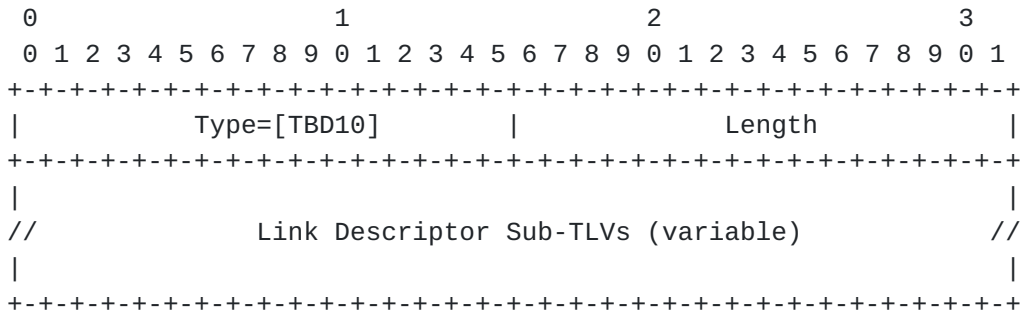 0                   1                   2                   3
 0 1 2 3 4 5 6 7 8 9 0 1 2 3 4 5 6 7 8 9 0 1 2 3 4 5 6 7 8 9 0 1
+-+-+-+-+-+-+-+-+-+-+-+-+-+-+-+-+-+-+-+-+-+-+-+-+-+-+-+-+-+-+-+-+
|           Type=[TBD10]        |             Length            |
+-+-+-+-+-+-+-+-+-+-+-+-+-+-+-+-+-+-+-+-+-+-+-+-+-+-+-+-+-+-+-+-+
|                                                               |
//              Link Descriptor Sub-TLVs (variable)            //
|                                                               |
+-+-+-+-+-+-+-+-+-+-+-+-+-+-+-+-+-+-+-+-+-+-+-+-+-+-+-+-+-+-+-+-+